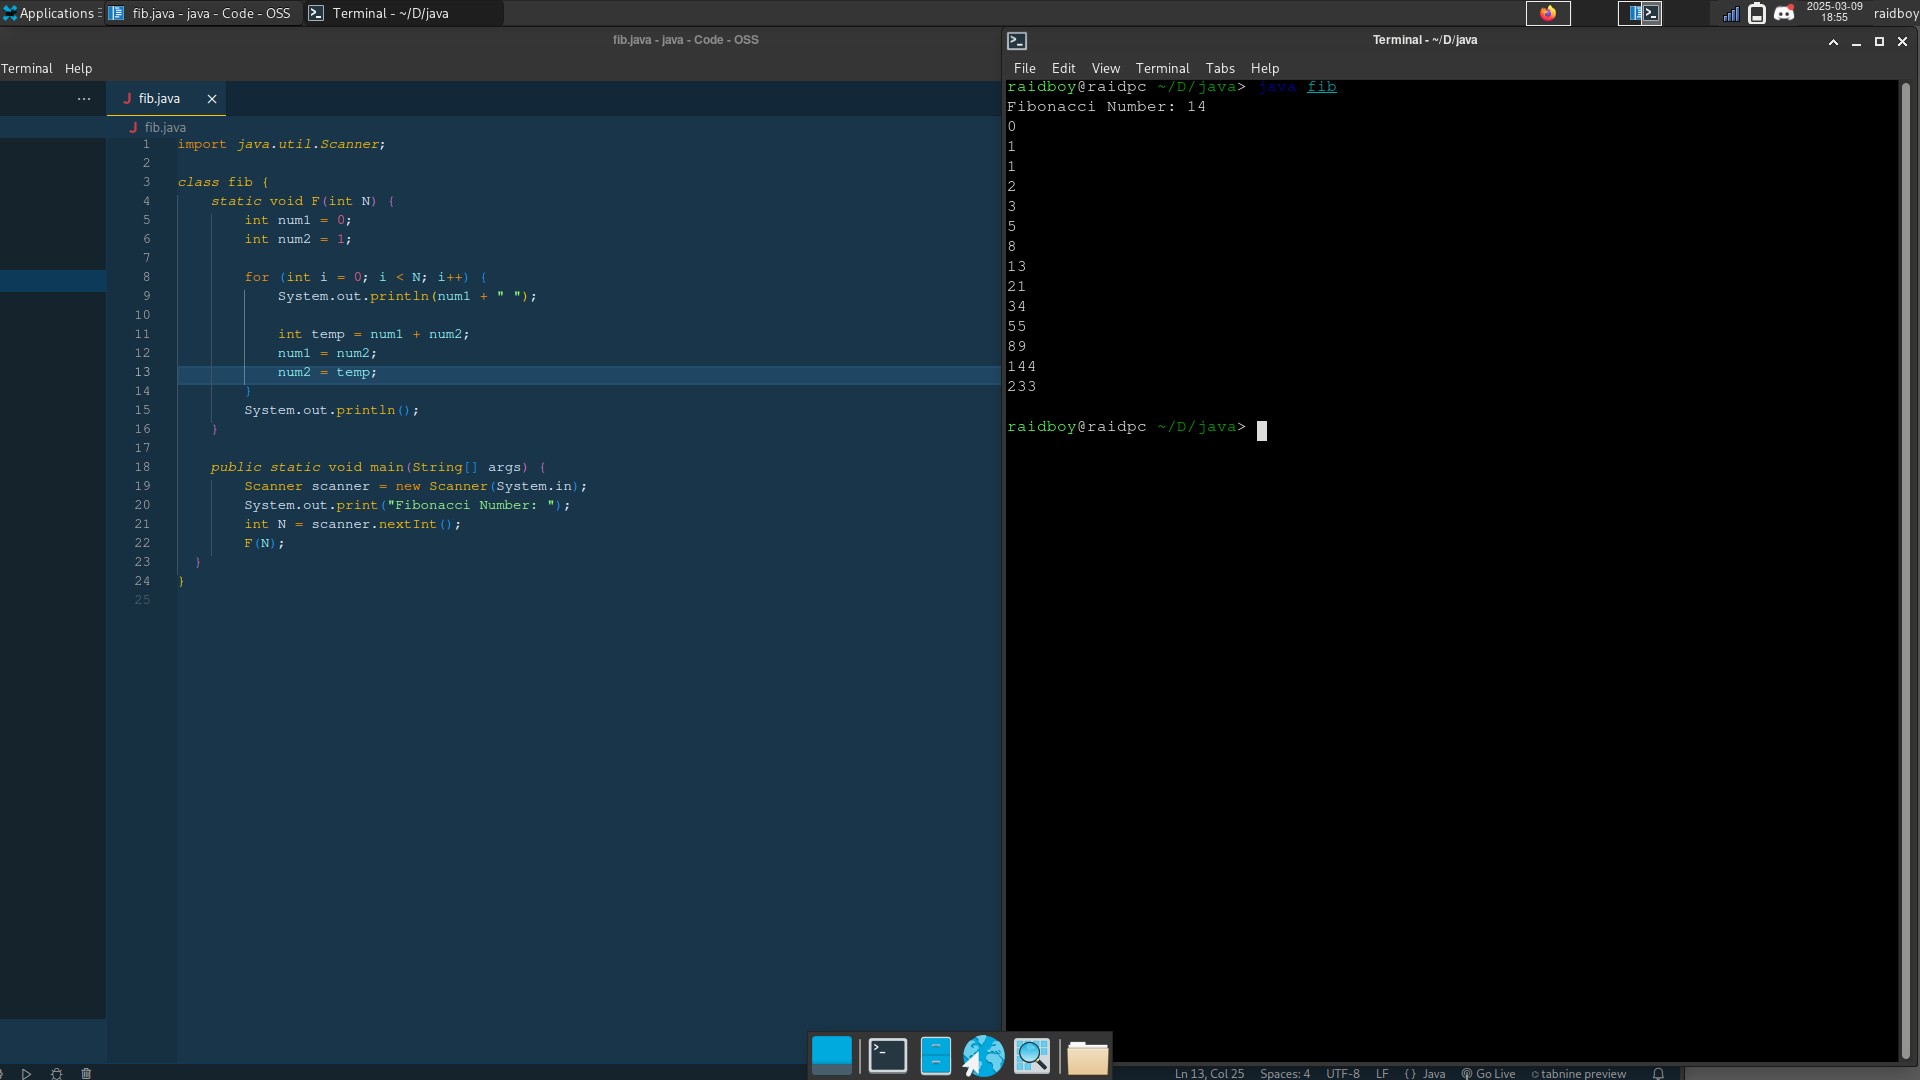 Applications
fib.java - java - Code - OSS
Terminal - ~/D/java
2025-03-09
18:55
raidboy
fib.java - java - Code - OSS
Terminal Help
fib.java
fib.java
1 import java.util.Scanner;
2
3 class fib {
4 static void F(int N) {
5 int num1 = 0;
6 int num2 = 1;
7
8 for (int i = 0; i < N; i++) {
9 System.out.println(num1 + " ");
10
11 int temp = num1 + num2;
12 num1 = num2;
13 num2 = temp;
14 }
15 System.out.println();
16 }
17
18 public static void main(String[] args) {
19 Scanner scanner = new Scanner(System.in);
20 System.out.print("Fibonacci Number: ");
21 int N = scanner.nextInt();
22 F(N);
23 }
24 }
25
Terminal - ~/D/java
File Edit View Terminal Tabs Help
raidboy@raidpc ~/D/java> java fib
Fibonacci Number: 14
0
1
1
2
3
5
8
13
21
34
55
89
144
233
raidboy@raidpc ~/D/java>
Ln 13, Col 25 Spaces: 4 UTF-8 LF {} Java Go Live tabnine preview